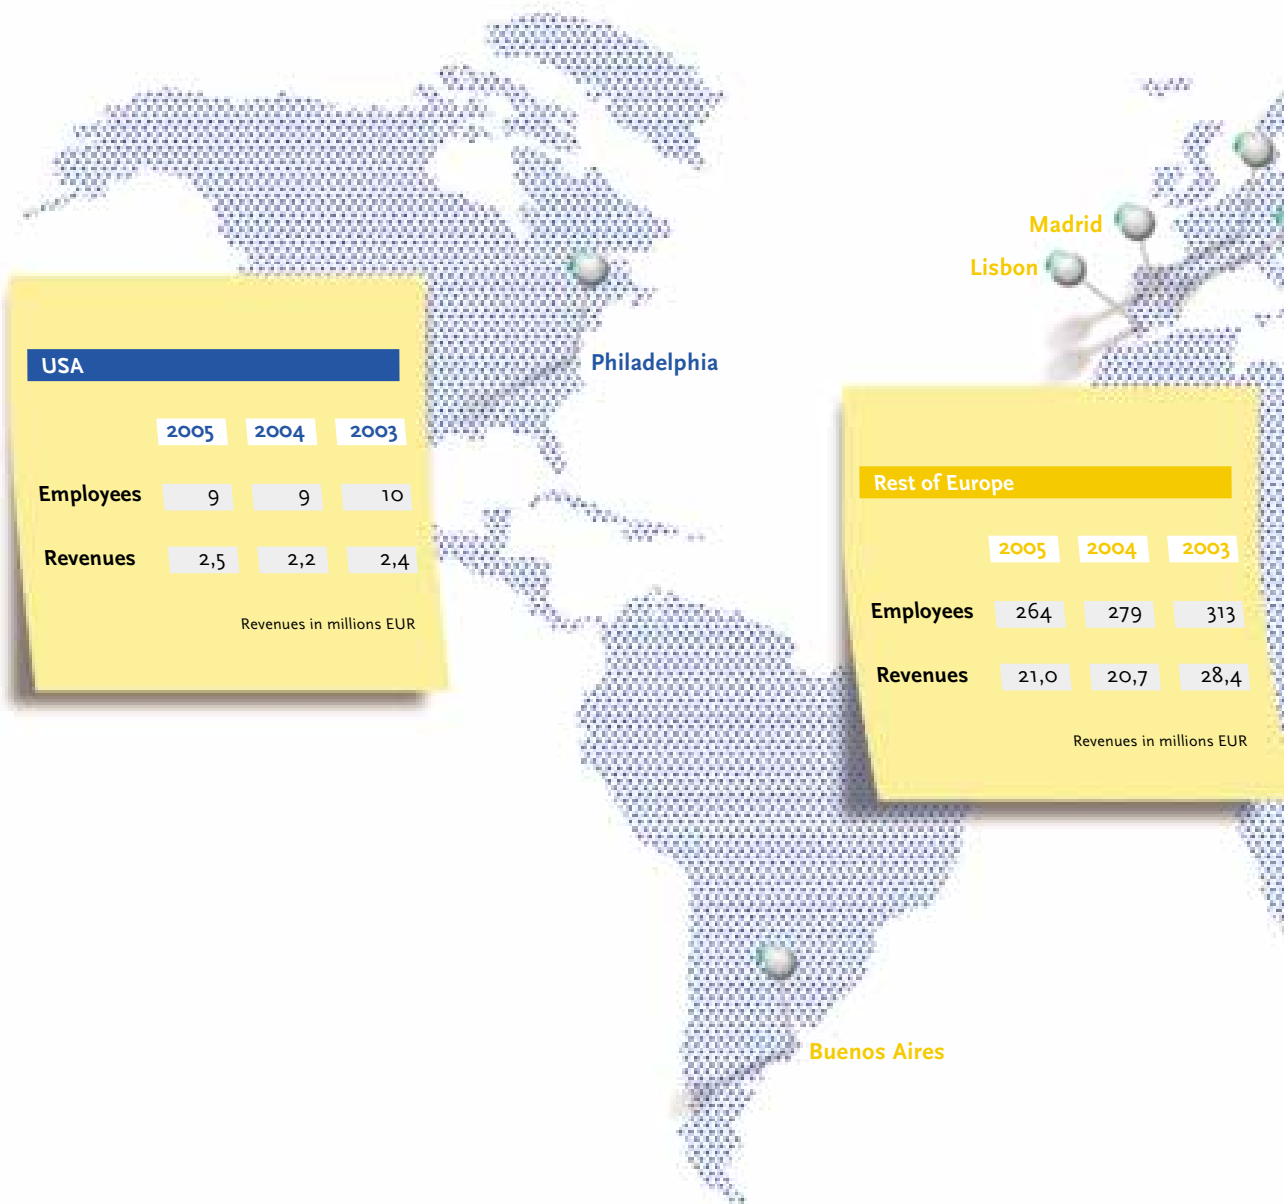 Madrid
Lisbon
Philadelphia
USA
2005 2004 2003
Employees 9 9 10
Revenues 2,5 2,2 2,4
Revenues in millions EUR
Rest of Europe
2005 2004 2003
Employees 264 279 313
Revenues 21,0 20,7 28,4
Revenues in millions EUR
Buenos Aires